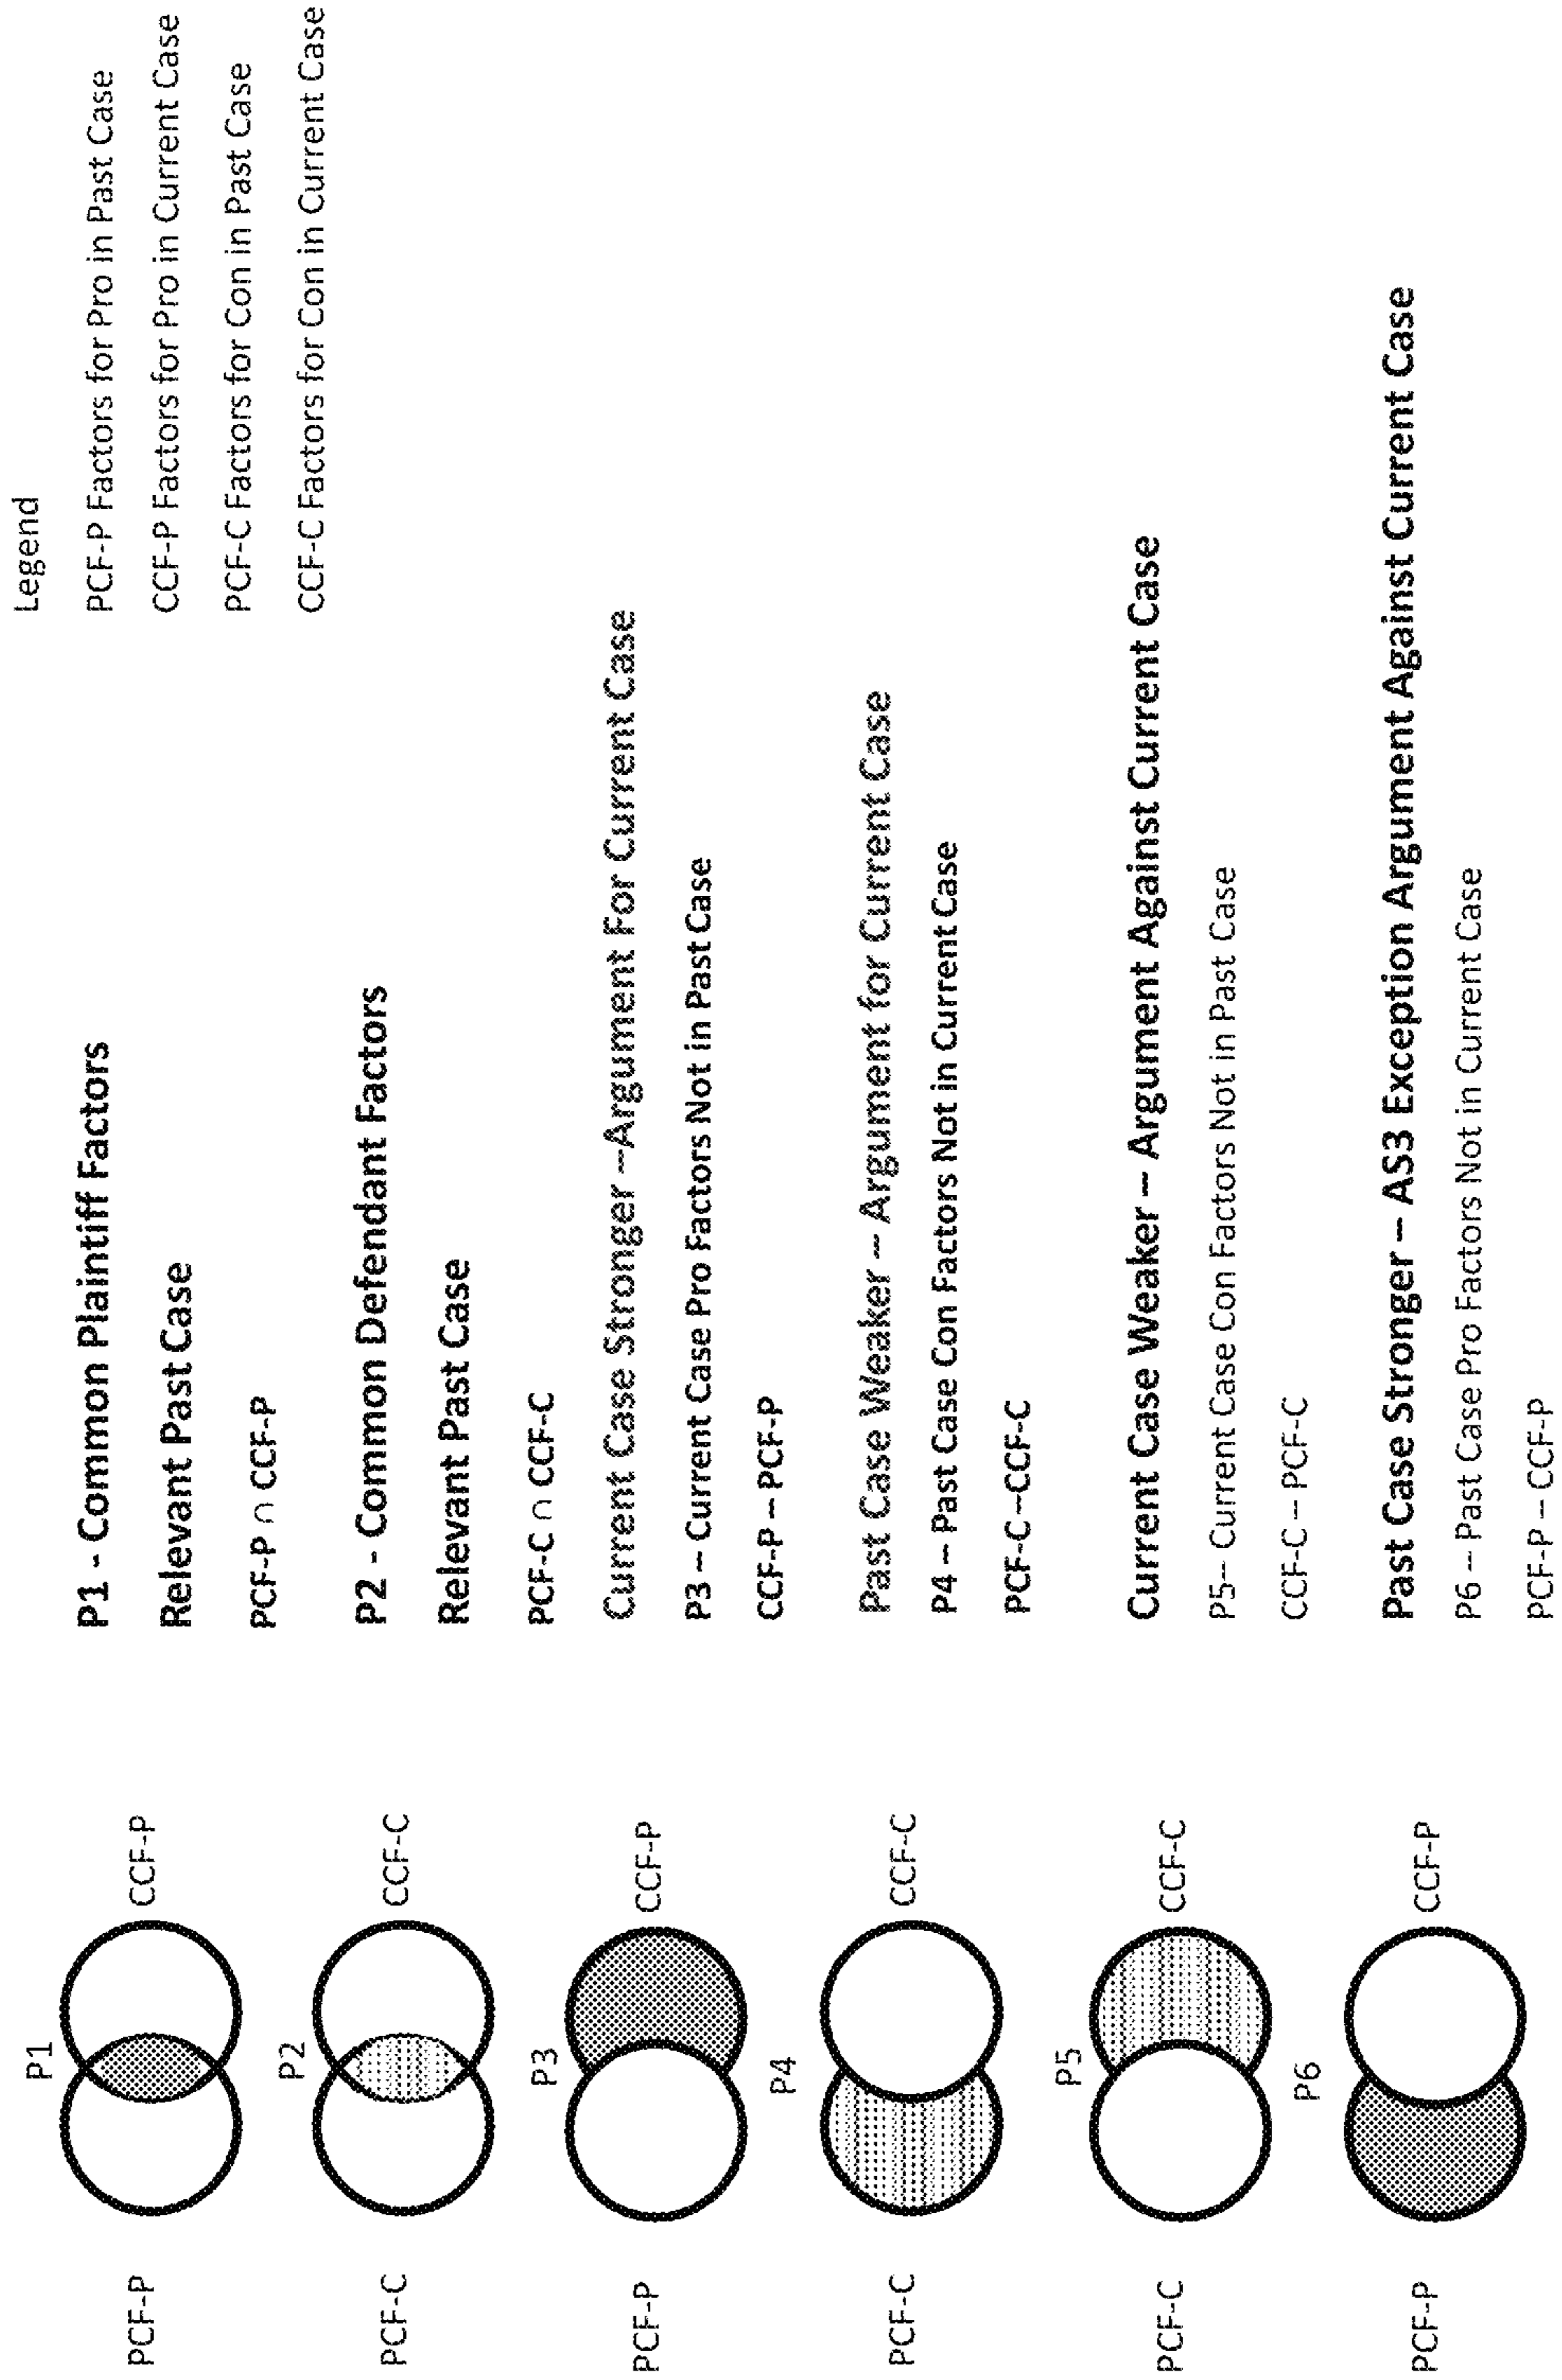 Legend
PCF-P Factors for Pro in Past Case
CCF-P Factors for Pro in Current Case
PCF-C Factors for Con in Past Case
CCF-C Factors for Con in Current Case
P1
PCF-P
CCF-P
P1 - Common Plaintiff Factors
Relevant Past Case
PCF-P ∩ CCF-P
P2
PCF-C
CCF-C
P2 - Common Defendant Factors
Relevant Past Case
PCF-C ∩ CCF-C
P3
PCF-P
CCF-P
Current Case Stronger –Argument For Current Case
P3 – Current Case Pro Factors Not in Past Case
CCF-P – PCF-P
P4
PCF-C
CCF-C
Past Case Weaker – Argument for Current Case
P4 – Past Case Con Factors Not in Current Case
PCF-C –CCF-C
P5
PCF-C
CCF-C
Current Case Weaker – Argument Against Current Case
P5– Current Case Con Factors Not in Past Case
CCF-C – PCF-C
P6
PCF-P
CCF-P
Past Case Stronger – AS3 Exception Argument Against Current Case
P6 – Past Case Pro Factors Not in Current Case
PCF-P – CCF-P